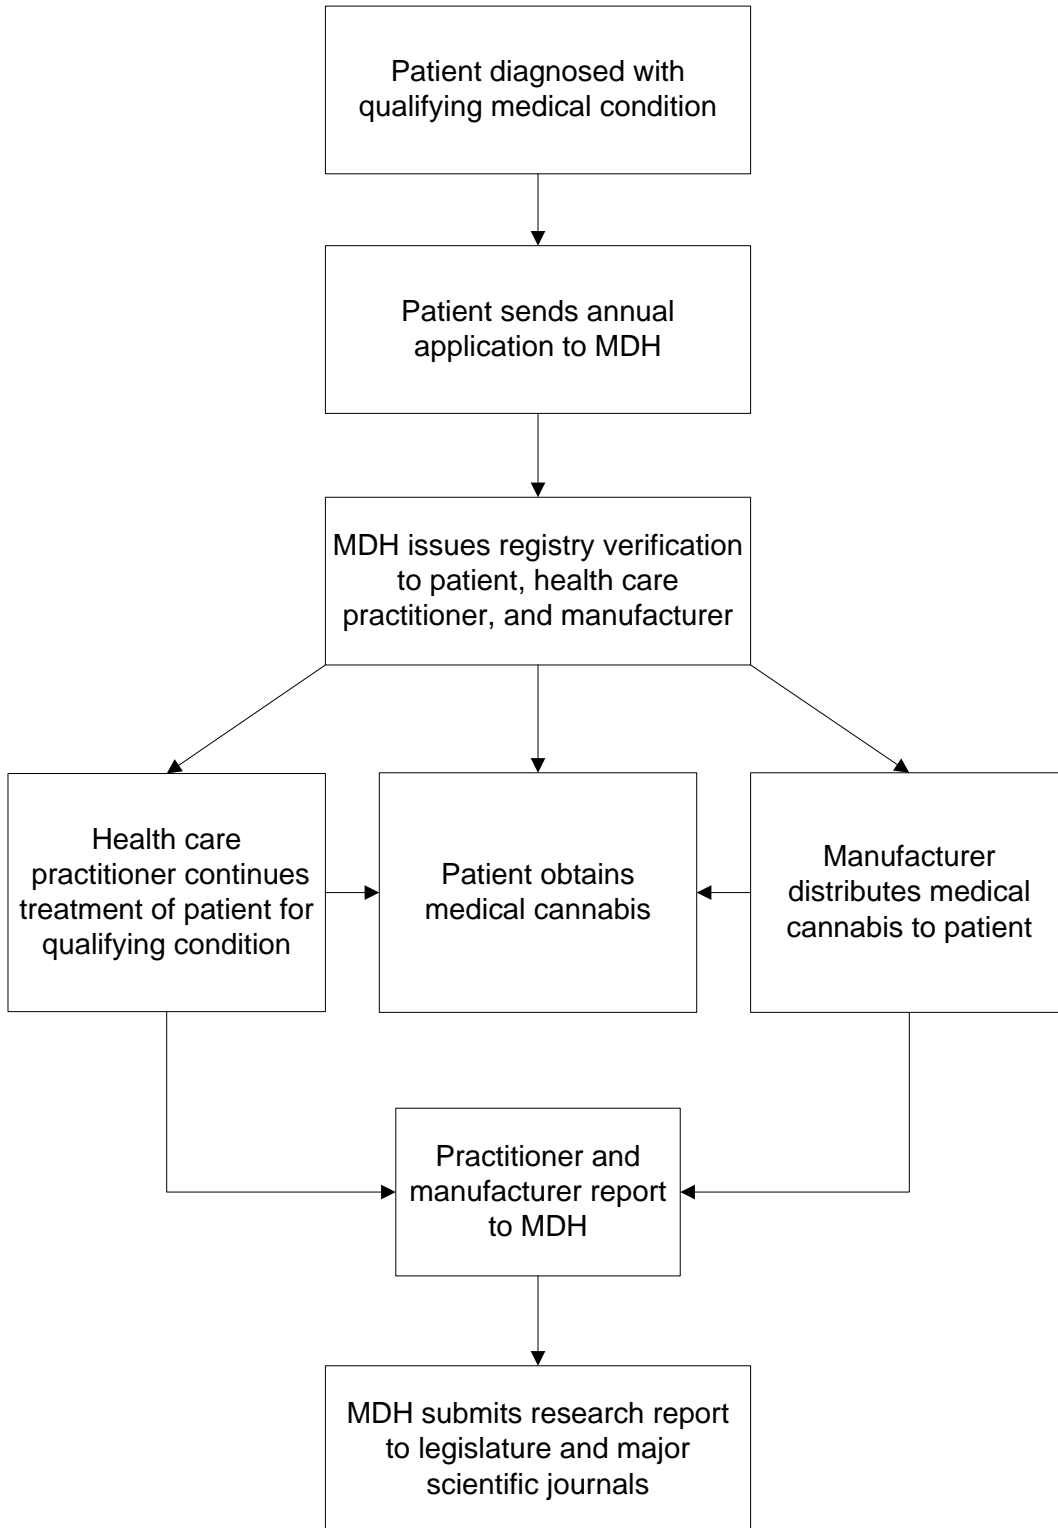 Patient diagnosed with
qualifying medical condition
Patient sends annual
application to MDH
MDH issues registry verification
to patient, health care
practitioner, and manufacturer
Health care
practitioner continues
treatment of patient for
qualifying condition
Patient obtains
medical cannabis
Manufacturer
distributes medical
cannabis to patient
Practitioner and
manufacturer report
to MDH
MDH submits research report
to legislature and major
scientific journals